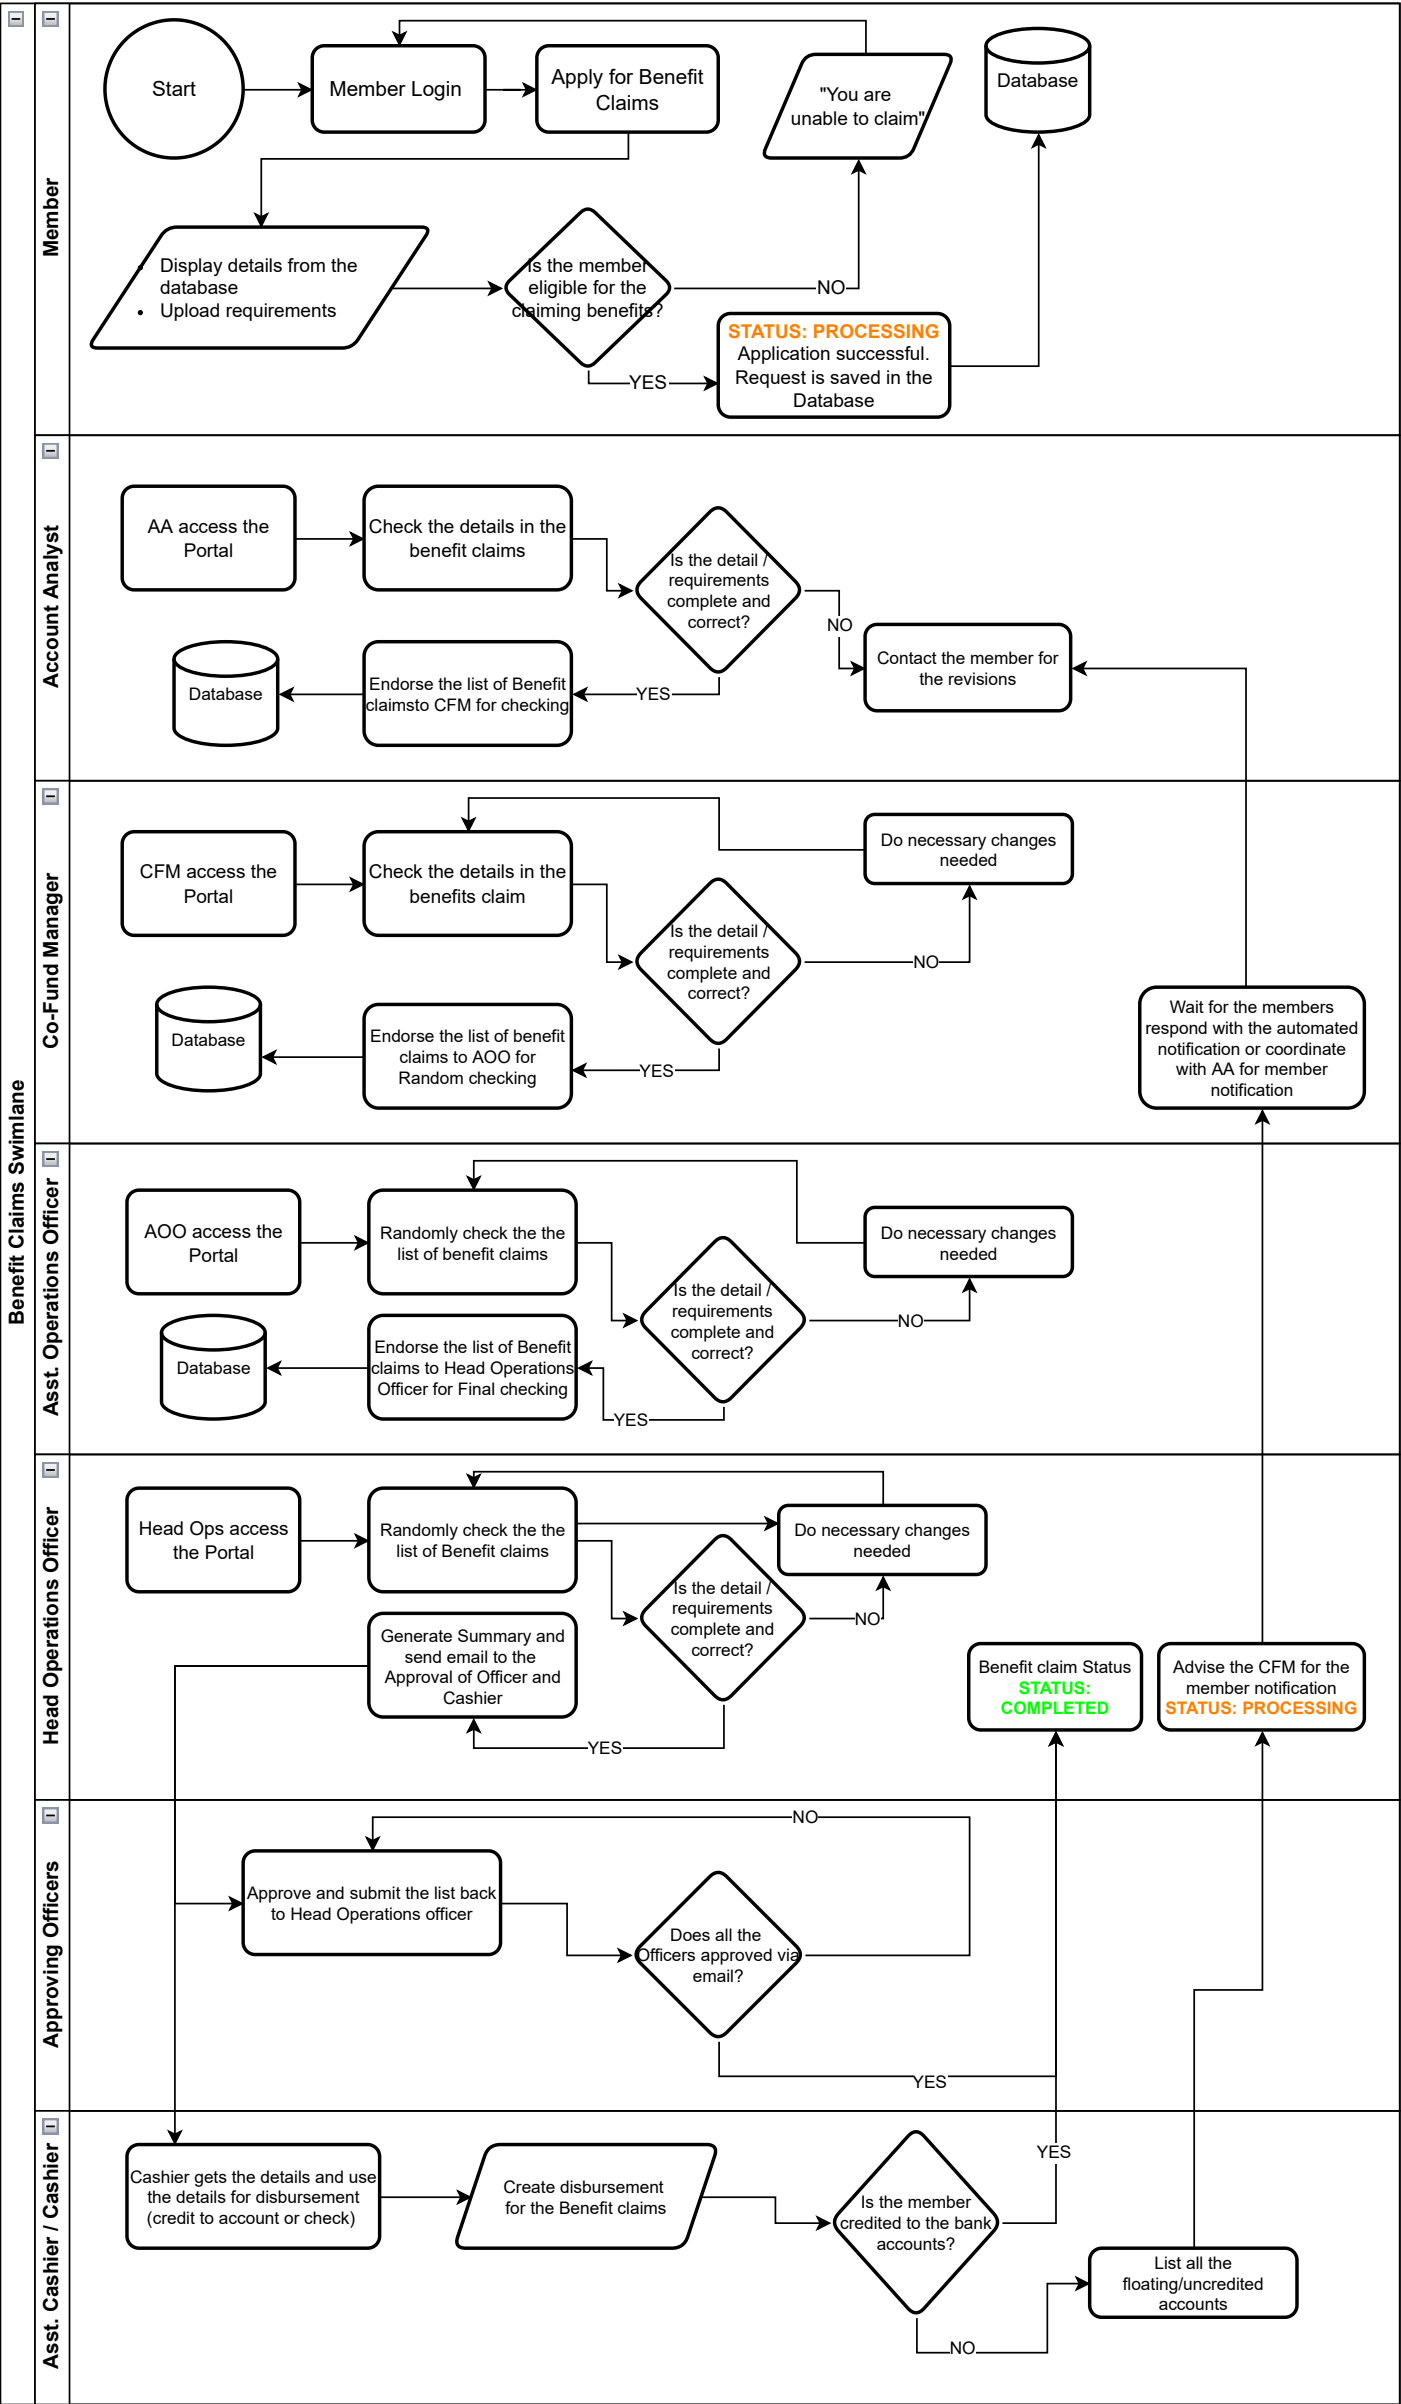 Benefit Claims Swimlane
Member
Start
Member Login
Apply for Benefit
Claims
"You are
unable to claim"
Database
Display details from the
database
Upload requirements
Is the member
eligible for the
claiming benefits?
NO
YES
STATUS: PROCESSING
Application successful.
Request is saved in the
Database
Account Analyst
AA access the
Portal
Check the details in the
benefit claims
Is the detail /
requirements
complete and
correct?
NO
Contact the member for
the revisions
YES
Endorse the list of Benefit
claimsto CFM for checking
Database
Co-Fund Manager
CFM access the
Portal
Check the details in the
benefits claim
Is the detail /
requirements
complete and
correct?
NO
Do necessary changes
needed
YES
Endorse the list of benefit
claims to AOO for
Random checking
Database
Wait for the members
respond with the automated
notification or coordinate
with AA for member
notification
Asst. Operations Officer
AOO access the
Portal
Randomly check the the
list of benefit claims
Is the detail /
requirements
complete and
correct?
NO
Do necessary changes
needed
YES
Endorse the list of Benefit
claims to Head Operations
Officer for Final checking
Database
Head Operations Officer
Head Ops access
the Portal
Randomly check the the
list of Benefit claims
Is the detail /
requirements
complete and
correct?
NO
Do necessary changes
needed
YES
Generate Summary and
send email to the
Approval of Officer and
Cashier
Benefit claim Status
STATUS:
COMPLETED
Advise the CFM for the
member notification
STATUS: PROCESSING
Approving Officers
Approve and submit the list back
to Head Operations officer
Does all the
Officers approved via
email?
NO
YES
Asst. Cashier / Cashier
Cashier gets the details and use
the details for disbursement
(credit to account or check)
Create disbursement
for the Benefit claims
Is the member
credited to the bank
accounts?
YES
NO
List all the
floating/uncredited
accounts